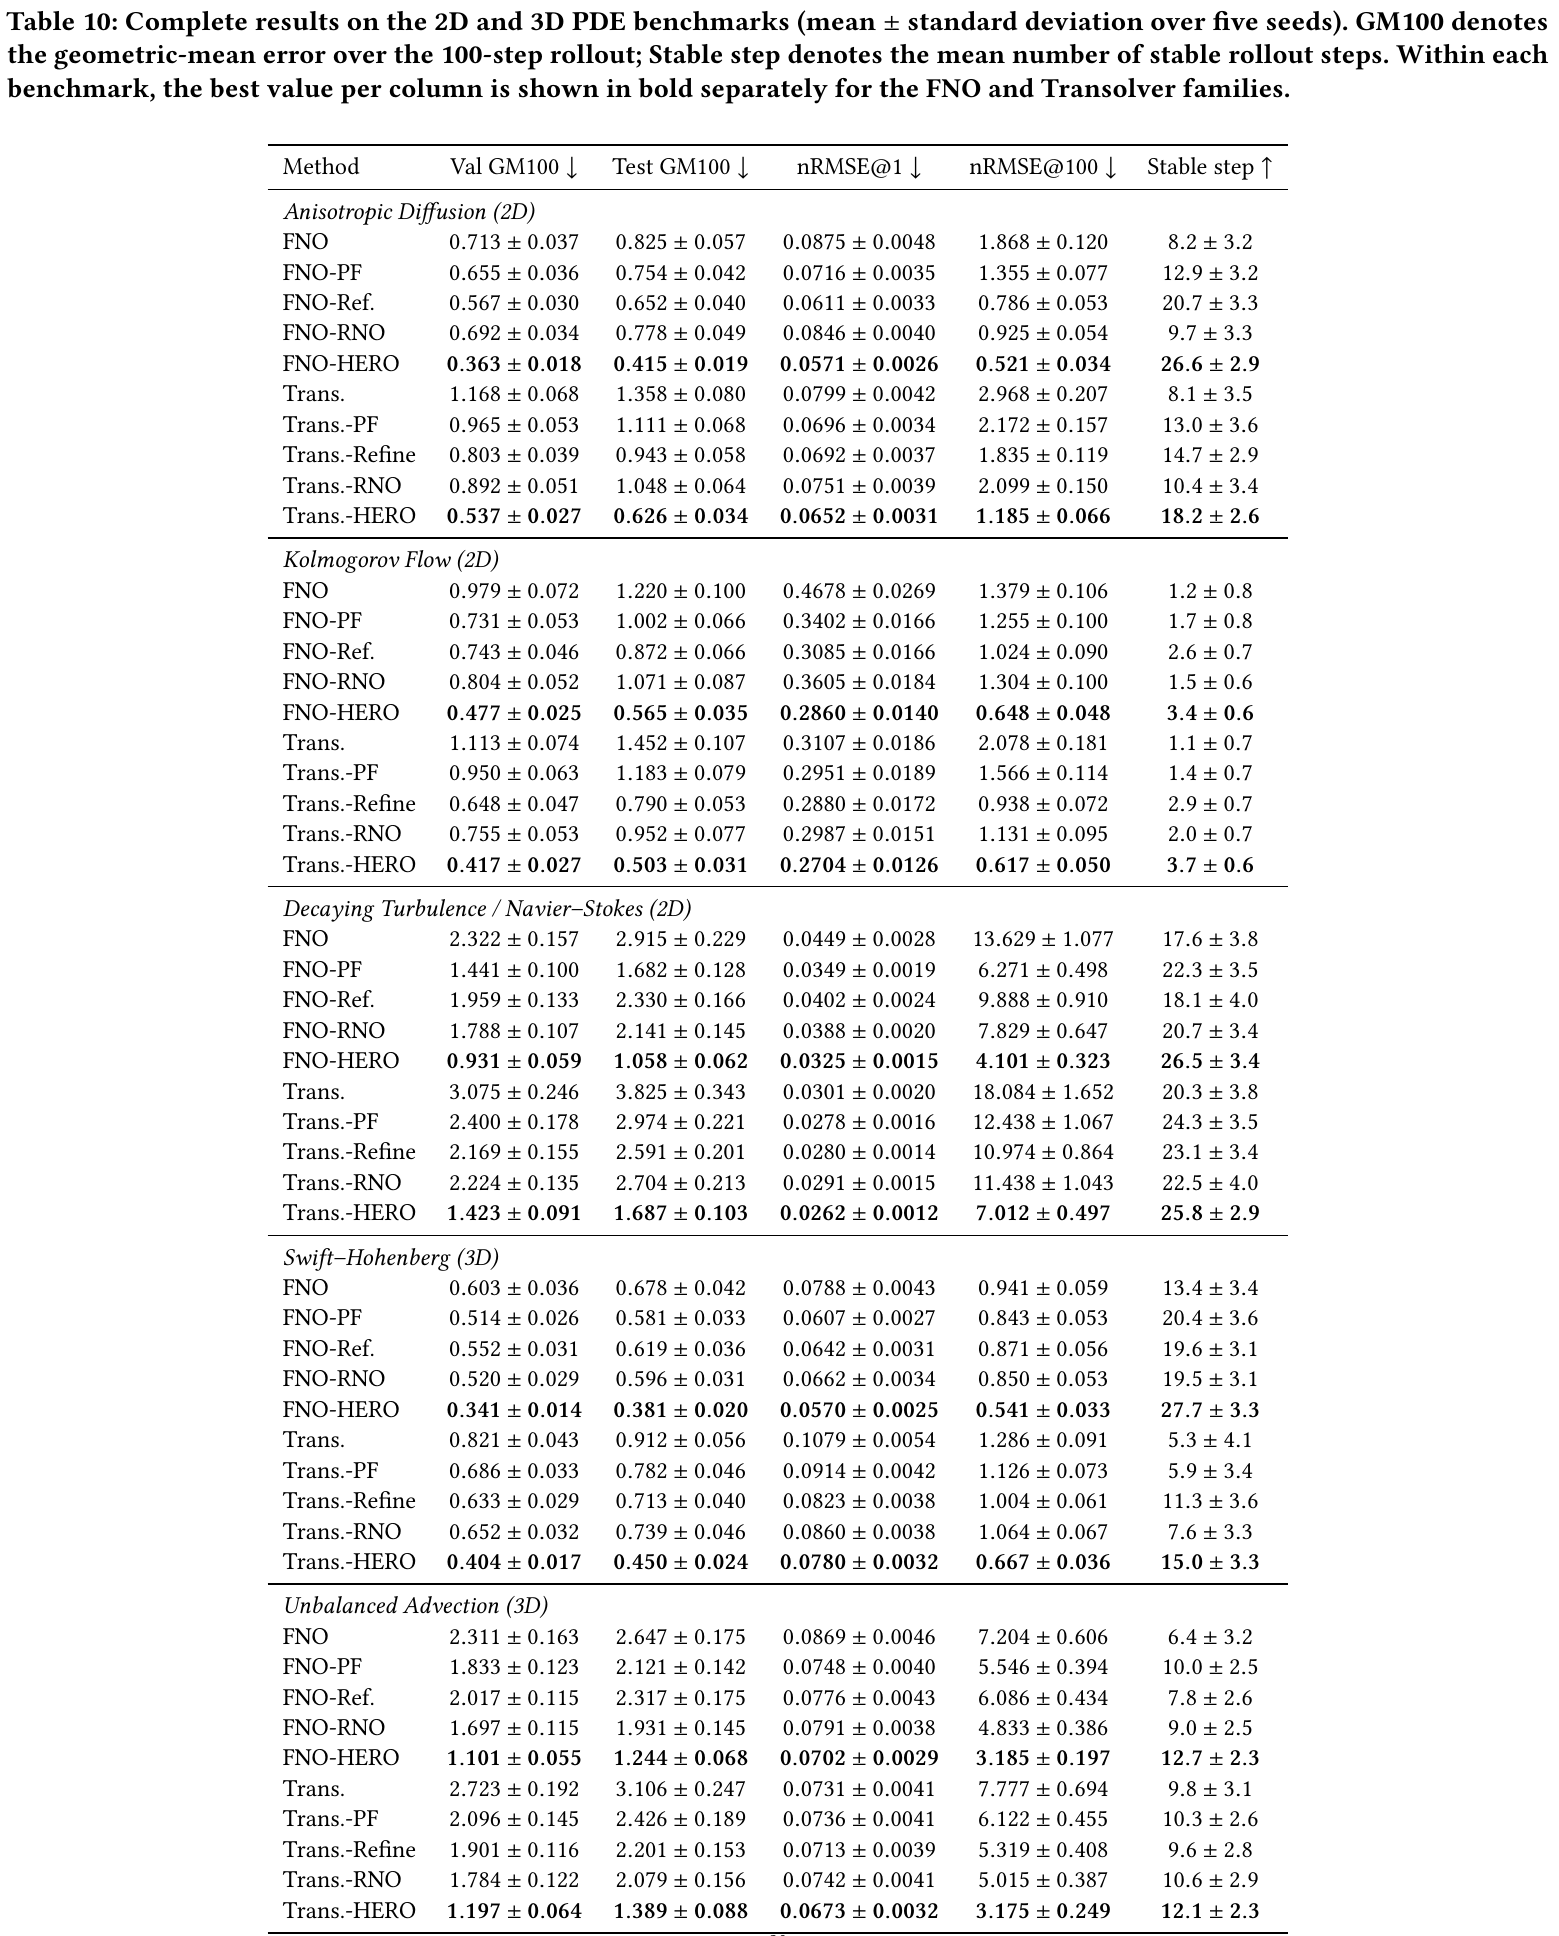 Table 10: Complete results on the 2D and 3D PDE benchmarks (mean ± standard deviation over five seeds). GM100 denotes
the geometric-mean error over the 100-step rollout; Stable step denotes the mean number of stable rollout steps. Within each
benchmark, the best value per column is shown in bold separately for the FNO and Transolver families.
Method Val GM100 ↓ Test GM100 ↓ nRMSE@1 ↓ nRMSE@100 ↓ Stable step ↑
Anisotropic Diffusion (2D)
FNO 0.713 ± 0.037 0.825 ± 0.057 0.0875 ± 0.0048 1.868 ± 0.120 8.2 ± 3.2
FNO-PF 0.655 ± 0.036 0.754 ± 0.042 0.0716 ± 0.0035 1.355 ± 0.077 12.9 ± 3.2
FNO-Ref. 0.567 ± 0.030 0.652 ± 0.040 0.0611 ± 0.0033 0.786 ± 0.053 20.7 ± 3.3
FNO-RNO 0.692 ± 0.034 0.778 ± 0.049 0.0846 ± 0.0040 0.925 ± 0.054 9.7 ± 3.3
FNO-HERO 0.363 ± 0.018 0.415 ± 0.019 0.0571 ± 0.0026 0.521 ± 0.034 26.6 ± 2.9
Trans. 1.168 ± 0.068 1.358 ± 0.080 0.0799 ± 0.0042 2.968 ± 0.207 8.1 ± 3.5
Trans.-PF 0.965 ± 0.053 1.111 ± 0.068 0.0696 ± 0.0034 2.172 ± 0.157 13.0 ± 3.6
Trans.-Refine 0.803 ± 0.039 0.943 ± 0.058 0.0692 ± 0.0037 1.835 ± 0.119 14.7 ± 2.9
Trans.-RNO 0.892 ± 0.051 1.048 ± 0.064 0.0751 ± 0.0039 2.099 ± 0.150 10.4 ± 3.4
Trans.-HERO 0.537 ± 0.027 0.626 ± 0.034 0.0652 ± 0.0031 1.185 ± 0.066 18.2 ± 2.6
Kolmogorov Flow (2D)
FNO 0.979 ± 0.072 1.220 ± 0.100 0.4678 ± 0.0269 1.379 ± 0.106 1.2 ± 0.8
FNO-PF 0.731 ± 0.053 1.002 ± 0.066 0.3402 ± 0.0166 1.255 ± 0.100 1.7 ± 0.8
FNO-Ref. 0.743 ± 0.046 0.872 ± 0.066 0.3085 ± 0.0166 1.024 ± 0.090 2.6 ± 0.7
FNO-RNO 0.804 ± 0.052 1.071 ± 0.087 0.3605 ± 0.0184 1.304 ± 0.100 1.5 ± 0.6
FNO-HERO 0.477 ± 0.025 0.565 ± 0.035 0.2860 ± 0.0140 0.648 ± 0.048 3.4 ± 0.6
Trans. 1.113 ± 0.074 1.452 ± 0.107 0.3107 ± 0.0186 2.078 ± 0.181 1.1 ± 0.7
Trans.-PF 0.950 ± 0.063 1.183 ± 0.079 0.2951 ± 0.0189 1.566 ± 0.114 1.4 ± 0.7
Trans.-Refine 0.648 ± 0.047 0.790 ± 0.053 0.2880 ± 0.0172 0.938 ± 0.072 2.9 ± 0.7
Trans.-RNO 0.755 ± 0.053 0.952 ± 0.077 0.2987 ± 0.0151 1.131 ± 0.095 2.0 ± 0.7
Trans.-HERO 0.417 ± 0.027 0.503 ± 0.031 0.2704 ± 0.0126 0.617 ± 0.050 3.7 ± 0.6
Decaying Turbulence / Navier–Stokes (2D)
FNO 2.322 ± 0.157 2.915 ± 0.229 0.0449 ± 0.0028 13.629 ± 1.077 17.6 ± 3.8
FNO-PF 1.441 ± 0.100 1.682 ± 0.128 0.0349 ± 0.0019 6.271 ± 0.498 22.3 ± 3.5
FNO-Ref. 1.959 ± 0.133 2.330 ± 0.166 0.0402 ± 0.0024 9.888 ± 0.910 18.1 ± 4.0
FNO-RNO 1.788 ± 0.107 2.141 ± 0.145 0.0388 ± 0.0020 7.829 ± 0.647 20.7 ± 3.4
FNO-HERO 0.931 ± 0.059 1.058 ± 0.062 0.0325 ± 0.0015 4.101 ± 0.323 26.5 ± 3.4
Trans. 3.075 ± 0.246 3.825 ± 0.343 0.0301 ± 0.0020 18.084 ± 1.652 20.3 ± 3.8
Trans.-PF 2.400 ± 0.178 2.974 ± 0.221 0.0278 ± 0.0016 12.438 ± 1.067 24.3 ± 3.5
Trans.-Refine 2.169 ± 0.155 2.591 ± 0.201 0.0280 ± 0.0014 10.974 ± 0.864 23.1 ± 3.4
Trans.-RNO 2.224 ± 0.135 2.704 ± 0.213 0.0291 ± 0.0015 11.438 ± 1.043 22.5 ± 4.0
Trans.-HERO 1.423 ± 0.091 1.687 ± 0.103 0.0262 ± 0.0012 7.012 ± 0.497 25.8 ± 2.9
Swift–Hohenberg (3D)
FNO 0.603 ± 0.036 0.678 ± 0.042 0.0788 ± 0.0043 0.941 ± 0.059 13.4 ± 3.4
FNO-PF 0.514 ± 0.026 0.581 ± 0.033 0.0607 ± 0.0027 0.843 ± 0.053 20.4 ± 3.6
FNO-Ref. 0.552 ± 0.031 0.619 ± 0.036 0.0642 ± 0.0031 0.871 ± 0.056 19.6 ± 3.1
FNO-RNO 0.520 ± 0.029 0.596 ± 0.031 0.0662 ± 0.0034 0.850 ± 0.053 19.5 ± 3.1
FNO-HERO 0.341 ± 0.014 0.381 ± 0.020 0.0570 ± 0.0025 0.541 ± 0.033 27.7 ± 3.3
Trans. 0.821 ± 0.043 0.912 ± 0.056 0.1079 ± 0.0054 1.286 ± 0.091 5.3 ± 4.1
Trans.-PF 0.686 ± 0.033 0.782 ± 0.046 0.0914 ± 0.0042 1.126 ± 0.073 5.9 ± 3.4
Trans.-Refine 0.633 ± 0.029 0.713 ± 0.040 0.0823 ± 0.0038 1.004 ± 0.061 11.3 ± 3.6
Trans.-RNO 0.652 ± 0.032 0.739 ± 0.046 0.0860 ± 0.0038 1.064 ± 0.067 7.6 ± 3.3
Trans.-HERO 0.404 ± 0.017 0.450 ± 0.024 0.0780 ± 0.0032 0.667 ± 0.036 15.0 ± 3.3
Unbalanced Advection (3D)
FNO 2.311 ± 0.163 2.647 ± 0.175 0.0869 ± 0.0046 7.204 ± 0.606 6.4 ± 3.2
FNO-PF 1.833 ± 0.123 2.121 ± 0.142 0.0748 ± 0.0040 5.546 ± 0.394 10.0 ± 2.5
FNO-Ref. 2.017 ± 0.115 2.317 ± 0.175 0.0776 ± 0.0043 6.086 ± 0.434 7.8 ± 2.6
FNO-RNO 1.697 ± 0.115 1.931 ± 0.145 0.0791 ± 0.0038 4.833 ± 0.386 9.0 ± 2.5
FNO-HERO 1.101 ± 0.055 1.244 ± 0.068 0.0702 ± 0.0029 3.185 ± 0.197 12.7 ± 2.3
Trans. 2.723 ± 0.192 3.106 ± 0.247 0.0731 ± 0.0041 7.777 ± 0.694 9.8 ± 3.1
Trans.-PF 2.096 ± 0.145 2.426 ± 0.189 0.0736 ± 0.0041 6.122 ± 0.455 10.3 ± 2.6
Trans.-Refine 1.901 ± 0.116 2.201 ± 0.153 0.0713 ± 0.0039 5.319 ± 0.408 9.6 ± 2.8
Trans.-RNO 1.784 ± 0.122 2.079 ± 0.156 0.0742 ± 0.0041 5.015 ± 0.387 10.6 ± 2.9
Trans.-HERO 1.197 ± 0.064 1.389 ± 0.088 0.0673 ± 0.0032 3.175 ± 0.249 12.1 ± 2.3